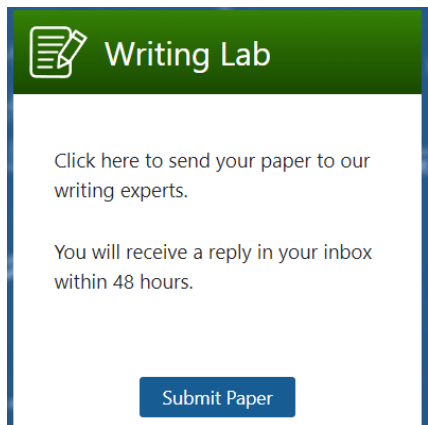 Writing Lab
Click here to send your paper to our
writing experts.
You will receive a reply in your inbox
within 48 hours.
Submit Paper